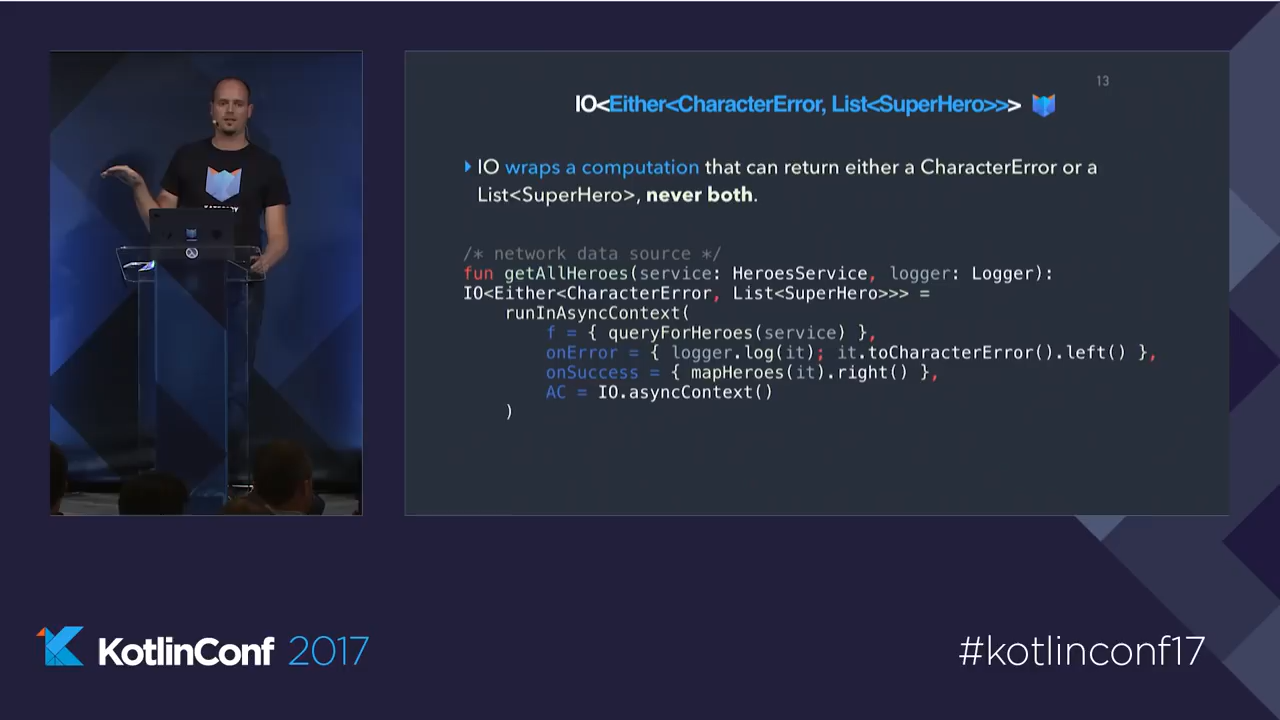 13
IO<Either<CharacterError, List<SuperHero>>>
IO wraps a computation that can return either a CharacterError or a
List<SuperHero>, never both.
/* network data source */
fun getAllHeroes(service: HeroesService, logger: Logger):
IO<Either<CharacterError, List<SuperHero>>> =
runInAsyncContext(
f = { queryForHeroes(service) },
onError = { logger.log(it); it.toCharacterError().left() },
onSuccess = { mapHeroes(it).right() },
AC = IO.asyncContext()
)
KotlinConf 2017
#kotlinconf17